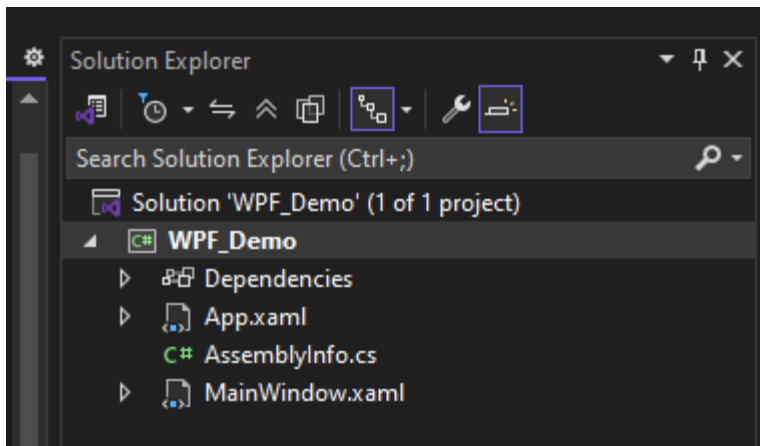 Solution Explorer
Search Solution Explorer (Ctrl+;)
Solution 'WPF_Demo' (1 of 1 project)
C# WPF_Demo
Dependencies
App.xaml
C# AssemblyInfo.cs
MainWindow.xaml